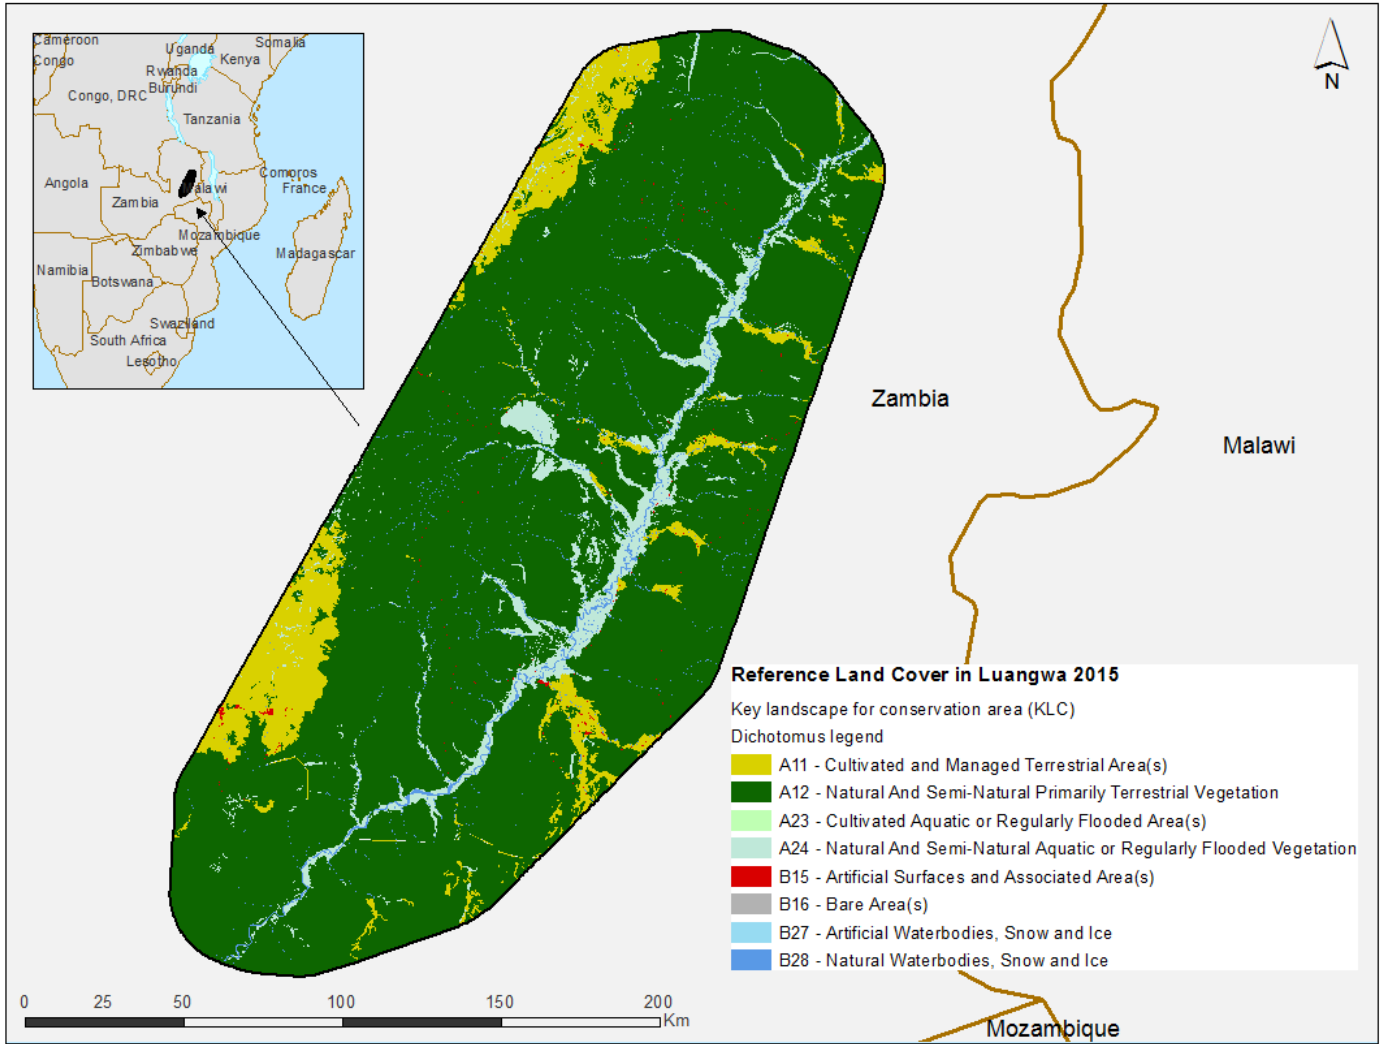 Cameroon
Congo
Uganda
Somalia
Kenya
Rwanda
Burundi
Congo, DRC
Tanzania
Angola
Malawi
Comoros
France
Zambia
Mozambique
Zimbabwe
Madagascar
Namibia
Botswana
Swaziland
South Africa
Lesotho
N
Zambia
Malawi
Reference Land Cover in Luangwa 2015
Key landscape for conservation area (KLC)
Dichotomus legend
A11 - Cultivated and Managed Terrestrial Area(s)
A12 - Natural And Semi-Natural Primarily Terrestrial Vegetation
A23 - Cultivated Aquatic or Regularly Flooded Area(s)
A24 - Natural And Semi-Natural Aquatic or Regularly Flooded Vegetation
B15 - Artificial Surfaces and Associated Area(s)
B16 - Bare Area(s)
B27 - Artificial Waterbodies, Snow and Ice
B28 - Natural Waterbodies, Snow and Ice
0 25 50 100 150 200
Km
Mozambique